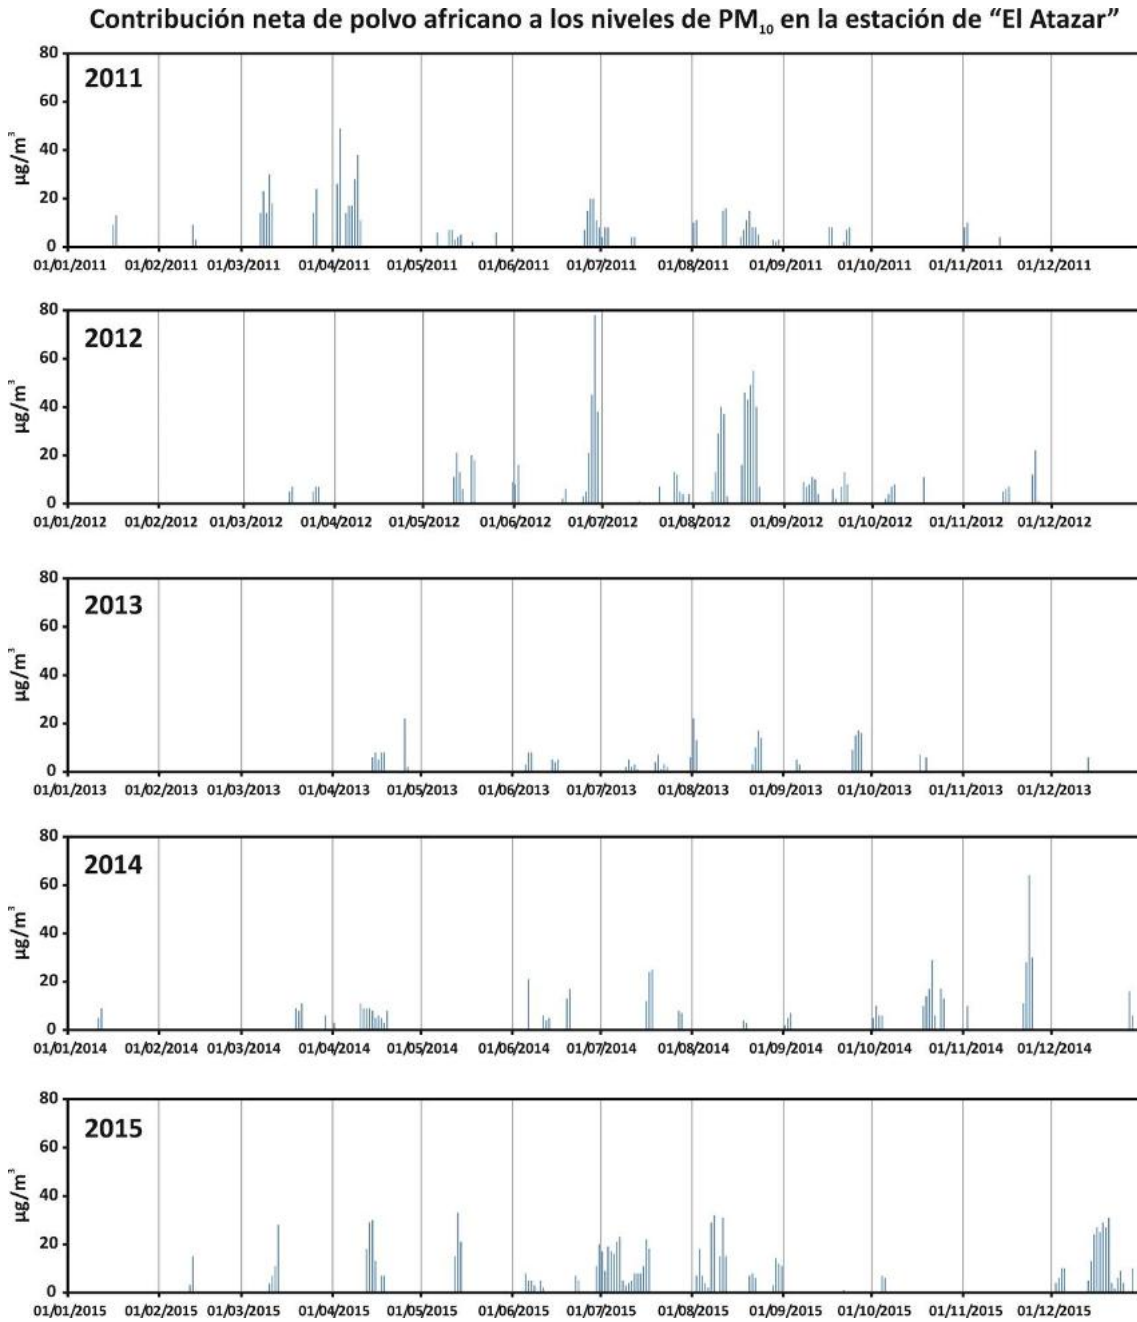 Contribución neta de polvo africano a los niveles de PM₁₀ en la estación de “El Atazar”
80
2011
60
µg/m³
40
20
0
01/01/2011 01/02/2011 01/03/2011 01/04/2011 01/05/2011 01/06/2011 01/07/2011 01/08/2011 01/09/2011 01/10/2011 01/11/2011 01/12/2011
80
2012
60
µg/m³
40
20
0
01/01/2012 01/02/2012 01/03/2012 01/04/2012 01/05/2012 01/06/2012 01/07/2012 01/08/2012 01/09/2012 01/10/2012 01/11/2012 01/12/2012
80
2013
60
µg/m³
40
20
0
01/01/2013 01/02/2013 01/03/2013 01/04/2013 01/05/2013 01/06/2013 01/07/2013 01/08/2013 01/09/2013 01/10/2013 01/11/2013 01/12/2013
80
2014
60
µg/m³
40
20
0
01/01/2014 01/02/2014 01/03/2014 01/04/2014 01/05/2014 01/06/2014 01/07/2014 01/08/2014 01/09/2014 01/10/2014 01/11/2014 01/12/2014
80
2015
60
µg/m³
40
20
0
01/01/2015 01/02/2015 01/03/2015 01/04/2015 01/05/2015 01/06/2015 01/07/2015 01/08/2015 01/09/2015 01/10/2015 01/11/2015 01/12/2015